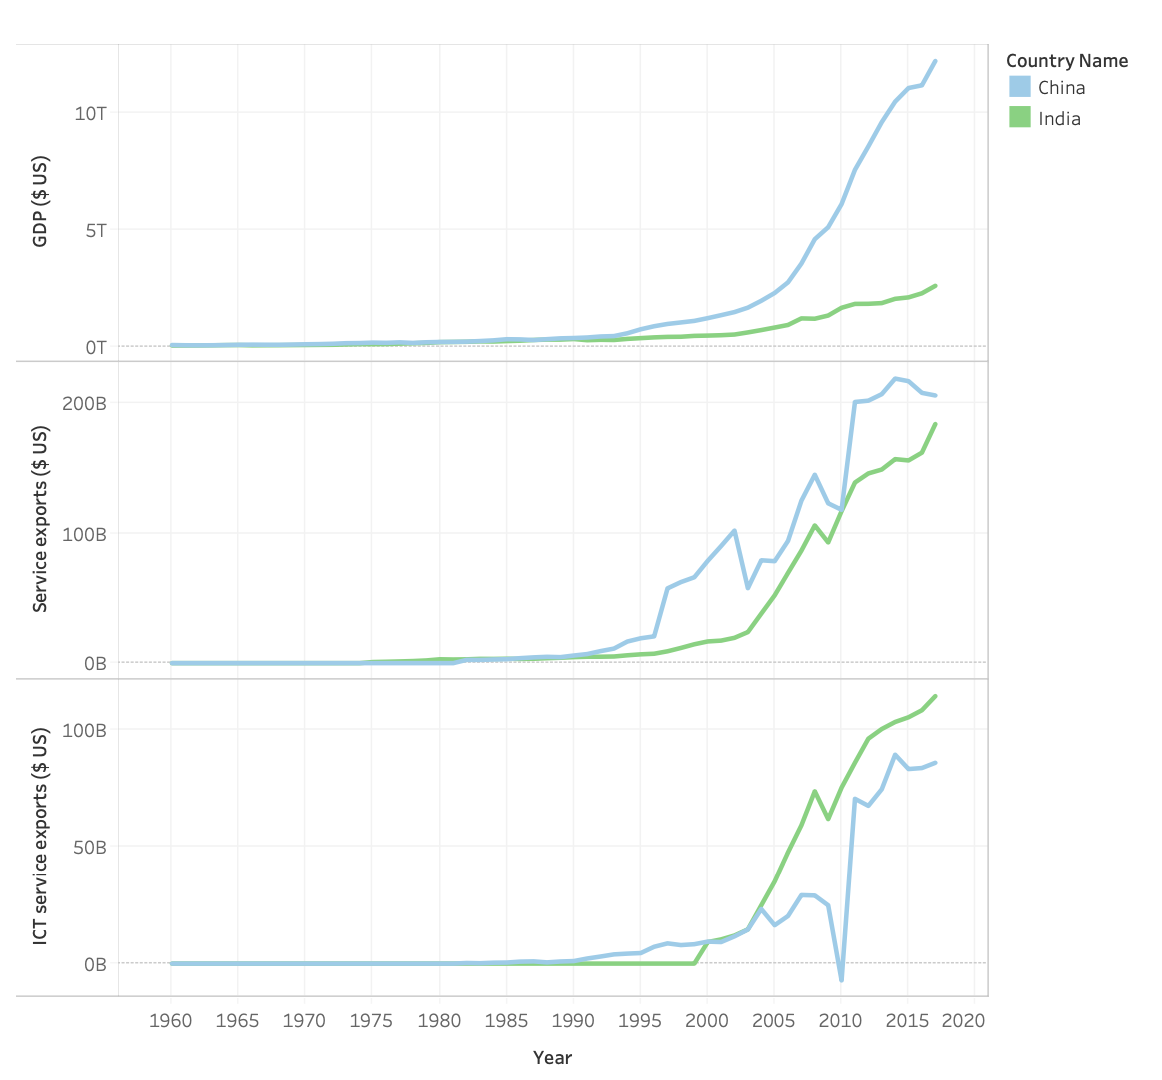 Country Name
China
India
GDP ($ US)
10T
5T
0T
Service exports ($ US)
200B
100B
0B
ICT service exports ($ US)
100B
50B
0B
1960 1965 1970 1975 1980 1985 1990 1995 2000 2005 2010 2015 2020
Year